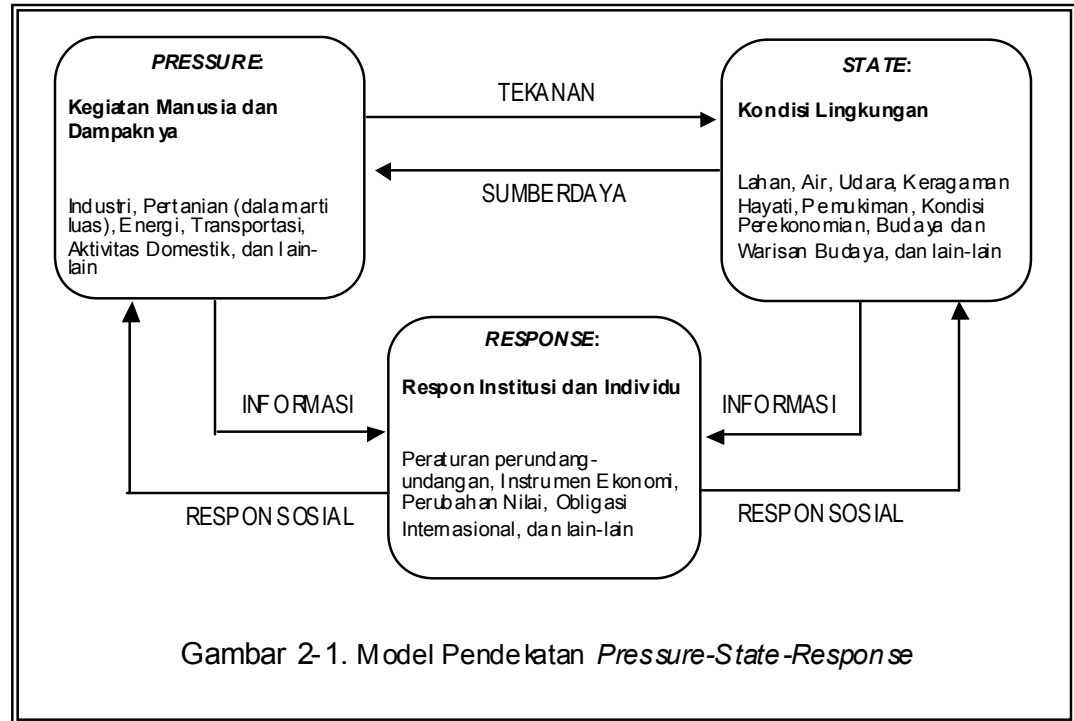 PRESSURE:
Kegiatan Manusia dan
Dampaknya
Industri, Pertanian (dalam arti
luas), Energi, Transportasi,
Aktivitas Domestik, dan lain-
lain
TEKANAN
SUMBERDAYA
STATE:
Kondisi Lingkungan
Lahan, Air, Udara, Keragaman
Hayati, Pemukiman, Kondisi
Perekonomian, Budaya dan
Warisan Budaya, dan lain-lain
INFORMASI
RESPON SOSIAL
RESPONSE:
Respon Institusi dan Individu
Peraturan perundang-
undangan, Instrumen Ekonomi,
Perubahan Nilai, Obligasi
Internasional, dan lain-lain
INFORMASI
RESPON SOSIAL
Gambar 2-1. Model Pendekatan Pressure-State-Response